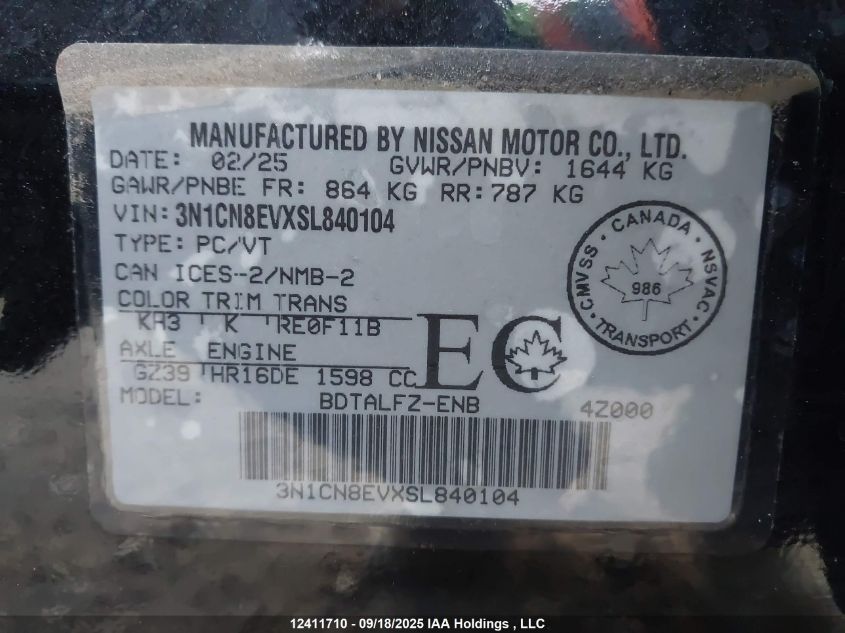 MANUFACTURED BY NISSAN MOTOR CO., LTD.
DATE: 02/25 GVWR/PNBV: 1644 KG
GAWR/PNBE FR: 864 KG RR: 787 KG
VIN: 3N1CN8EVXSL840104
TYPE: PC/VT
CAN ICES-2/NMB-2
COLOR TRIM TRANS
KH3 K RE0F11B
AXLE ENGINE
GZ39 HR16DE 1598 CC
MODEL: BDTALFZ-ENB 4Z000
EC
CANADA
CMVSS 986 NSVAC
TRANSPORT
3N1CN8EVXSL840104
12411710 - 09/18/2025 IAA Holdings , LLC